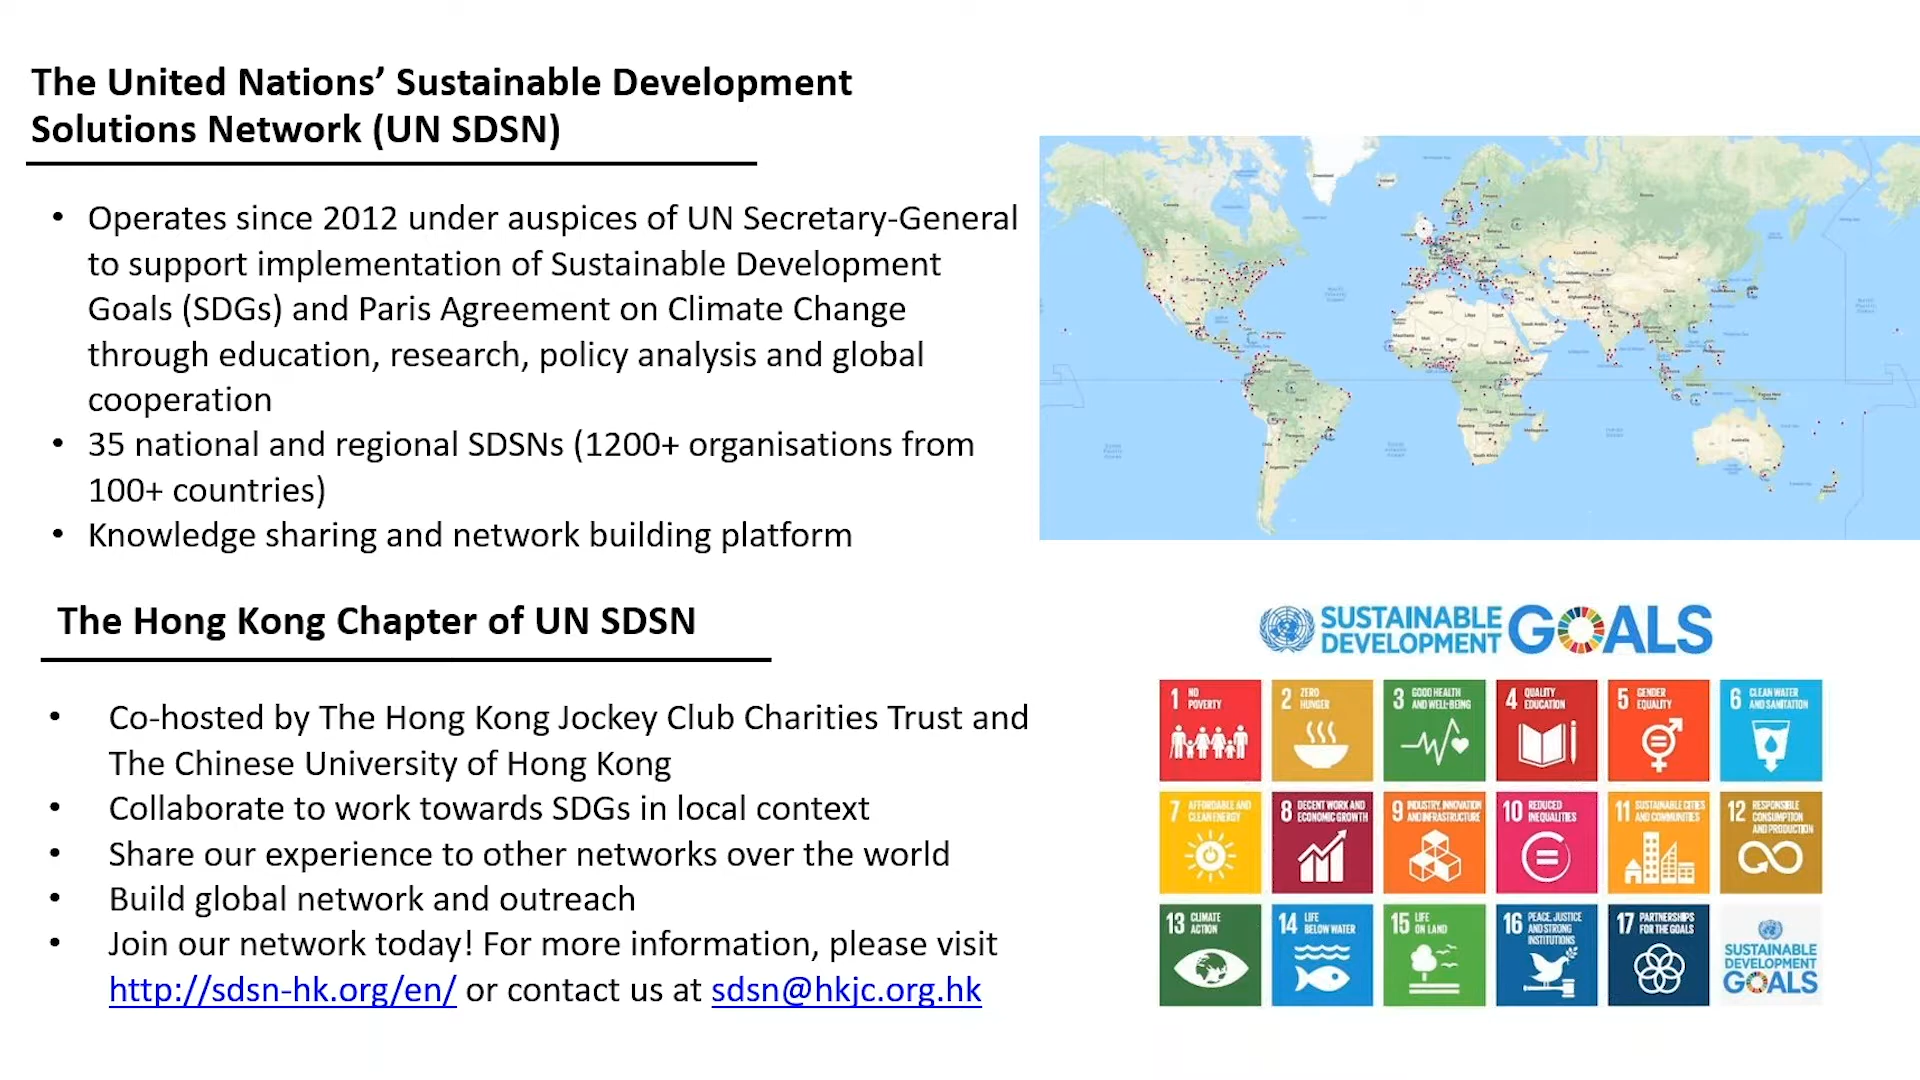 The United Nations’ Sustainable Development
Solutions Network (UN SDSN)
• Operates since 2012 under auspices of UN Secretary-General
to support implementation of Sustainable Development
Goals (SDGs) and Paris Agreement on Climate Change
through education, research, policy analysis and global
cooperation
• 35 national and regional SDSNs (1200+ organisations from
100+ countries)
• Knowledge sharing and network building platform
The Hong Kong Chapter of UN SDSN
• Co-hosted by The Hong Kong Jockey Club Charities Trust and
The Chinese University of Hong Kong
• Collaborate to work towards SDGs in local context
• Share our experience to other networks over the world
• Build global network and outreach
• Join our network today! For more information, please visit
http://sdsn-hk.org/en/ or contact us at sdsn@hkjc.org.hk
SUSTAINABLE
DEVELOPMENT
GOALS
1 NO
POVERTY
2 ZERO
HUNGER
3 GOOD HEALTH
AND WELL-BEING
4 QUALITY
EDUCATION
5 GENDER
EQUALITY
6 CLEAN WATER
AND SANITATION
7 AFFORDABLE AND
CLEAN ENERGY
8 DECENT WORK AND
ECONOMIC GROWTH
9 INDUSTRY, INNOVATION
AND INFRASTRUCTURE
10 REDUCED
INEQUALITIES
11 SUSTAINABLE CITIES
AND COMMUNITIES
12 RESPONSIBLE
CONSUMPTION
AND PRODUCTION
13 CLIMATE
ACTION
14 LIFE
BELOW WATER
15 LIFE
ON LAND
16 PEACE, JUSTICE
AND STRONG
INSTITUTIONS
17 PARTNERSHIPS
FOR THE GOALS
SUSTAINABLE
DEVELOPMENT
GOALS